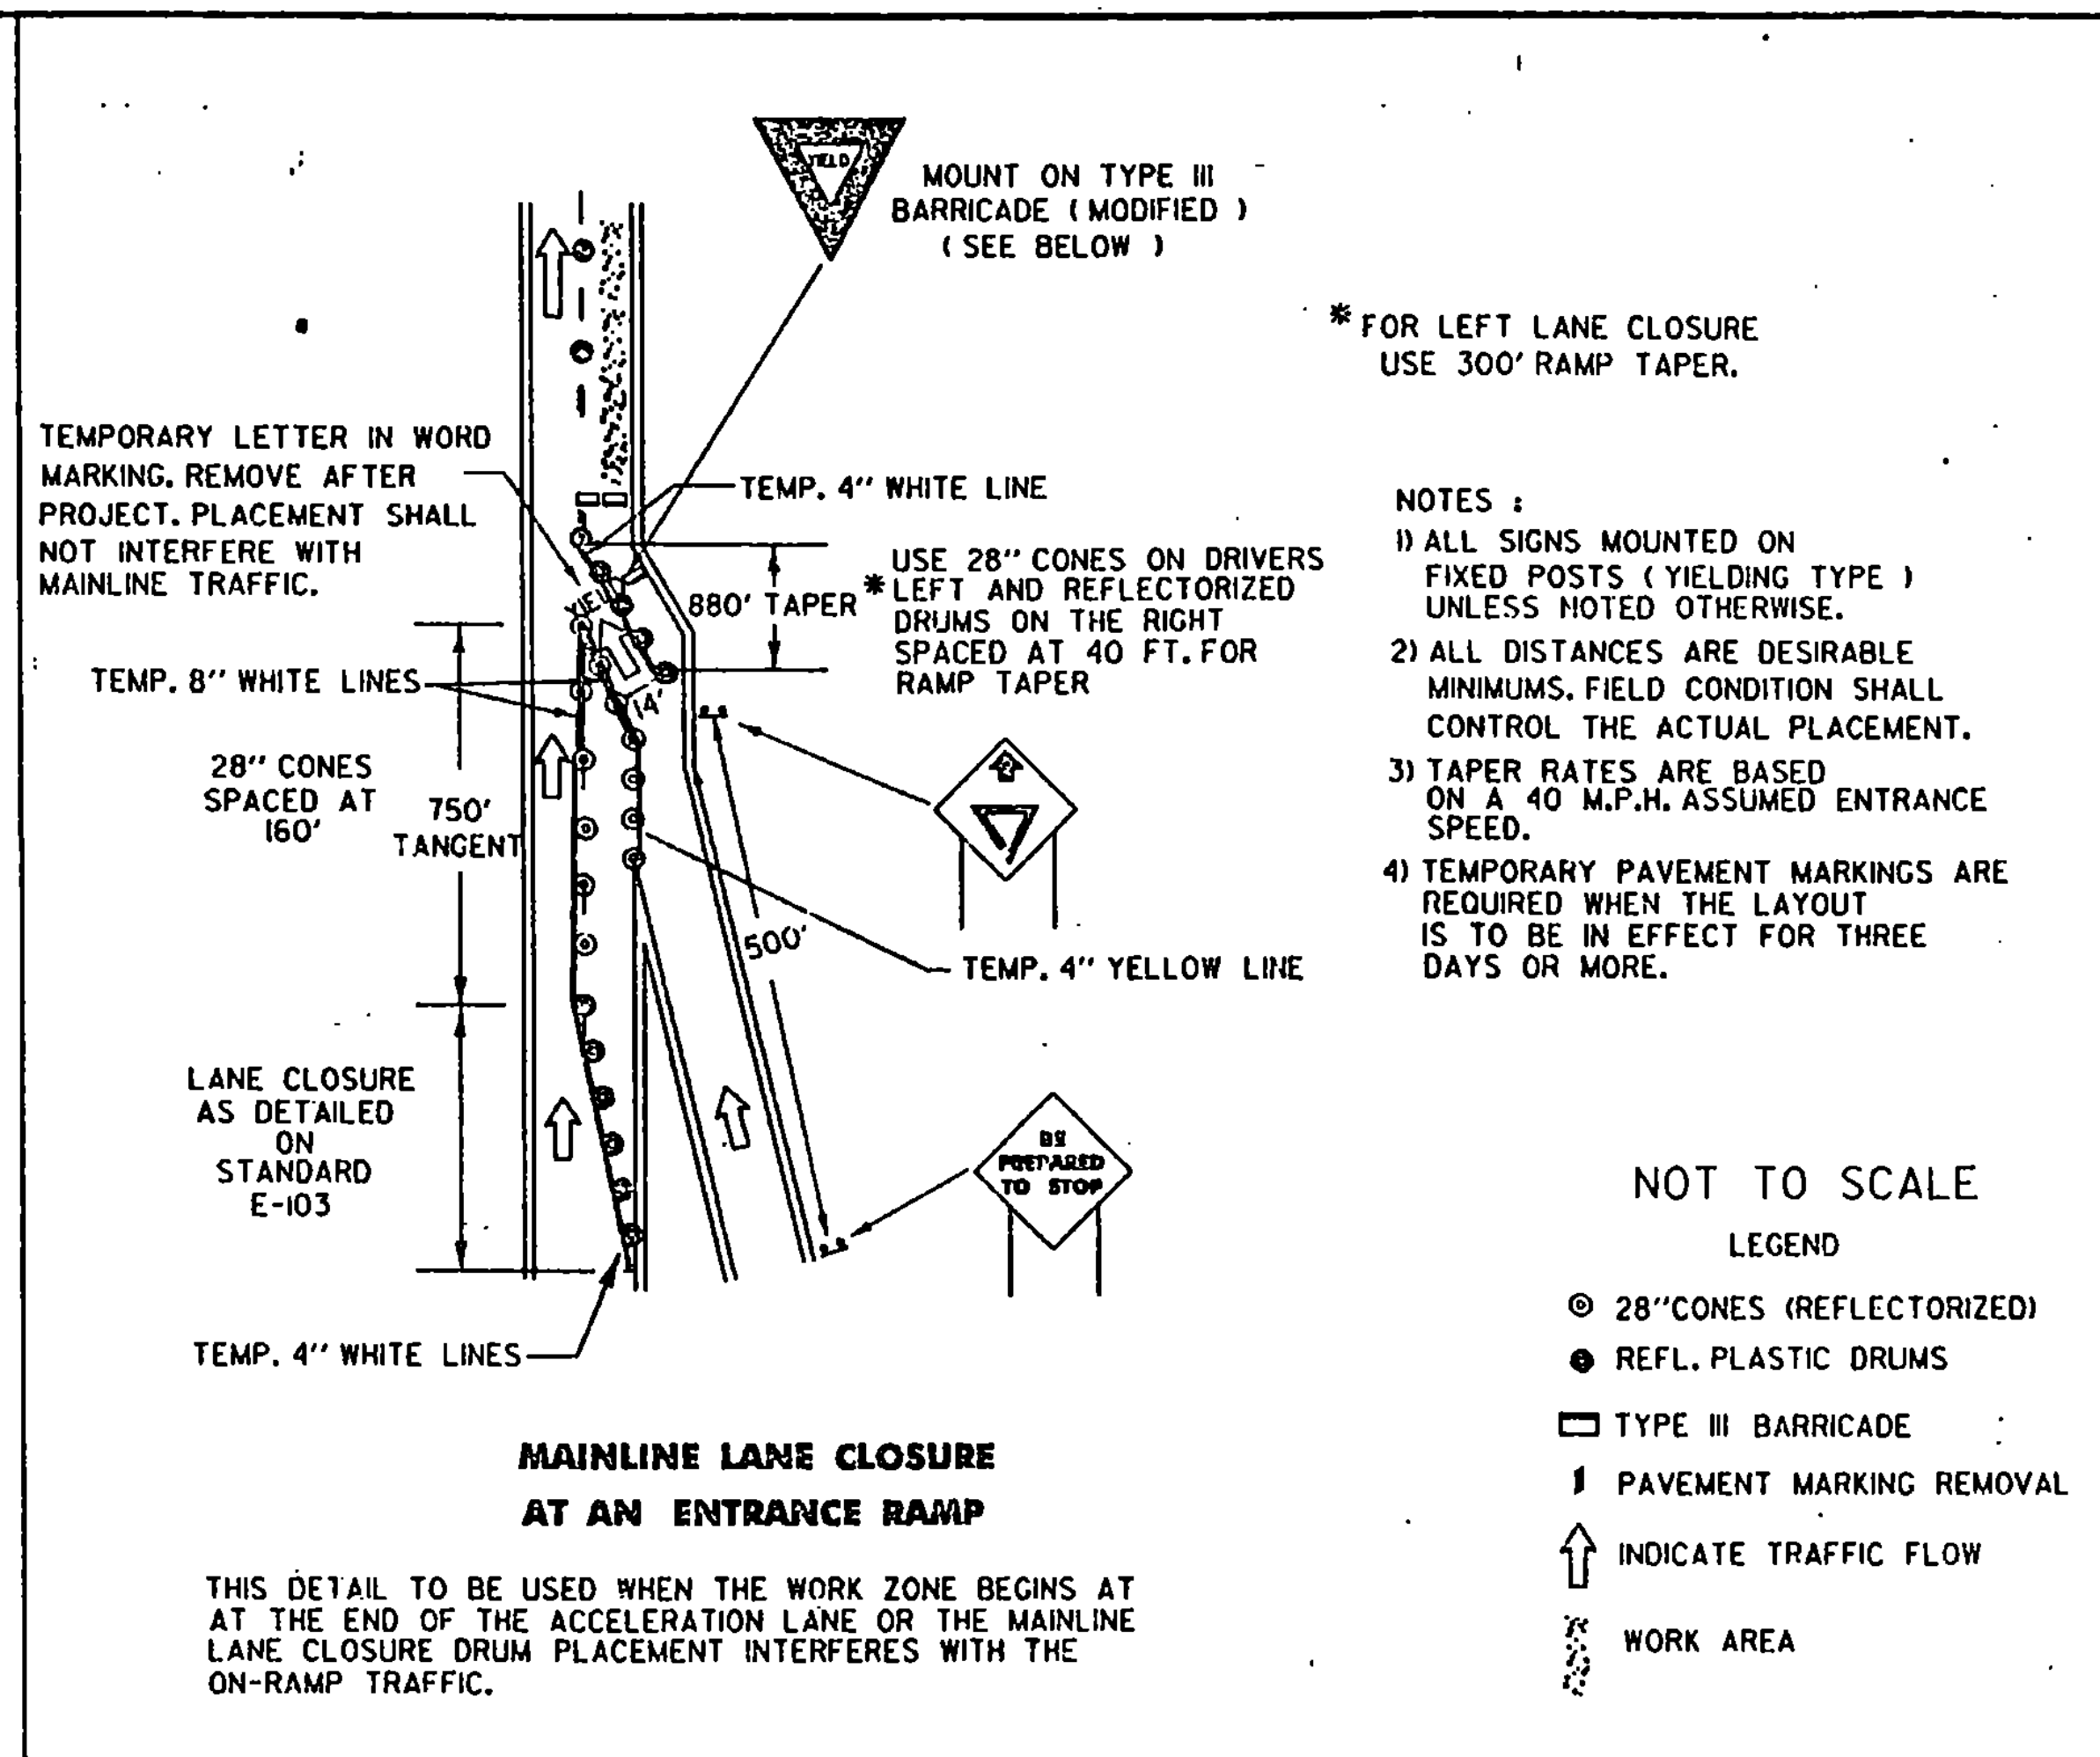 YIELD
MOUNT ON TYPE III
BARRICADE ( MODIFIED )
( SEE BELOW )
* FOR LEFT LANE CLOSURE
USE 300' RAMP TAPER.
TEMPORARY LETTER IN WORD
MARKING. REMOVE AFTER
PROJECT. PLACEMENT SHALL
NOT INTERFERE WITH
MAINLINE TRAFFIC.
TEMP. 4" WHITE LINE
880' TAPER
* USE 28" CONES ON DRIVERS
LEFT AND REFLECTORIZED
DRUMS ON THE RIGHT
SPACED AT 40 FT. FOR
RAMP TAPER
YIEL
14'
TEMP. 8" WHITE LINES
28" CONES
SPACED AT
160'
750'
TANGENT
500'
TEMP. 4" YELLOW LINE
LANE CLOSURE
AS DETAILED
ON
STANDARD
E-103
BE
PREPARED
TO STOP
TEMP. 4" WHITE LINES
NOTES :
1) ALL SIGNS MOUNTED ON
FIXED POSTS ( YIELDING TYPE )
UNLESS NOTED OTHERWISE.
2) ALL DISTANCES ARE DESIRABLE
MINIMUMS. FIELD CONDITION SHALL
CONTROL THE ACTUAL PLACEMENT.
3) TAPER RATES ARE BASED
ON A 40 M.P.H. ASSUMED ENTRANCE
SPEED.
4) TEMPORARY PAVEMENT MARKINGS ARE
REQUIRED WHEN THE LAYOUT
IS TO BE IN EFFECT FOR THREE
DAYS OR MORE.
NOT TO SCALE
LEGEND
28" CONES (REFLECTORIZED)
REFL. PLASTIC DRUMS
TYPE III BARRICADE
PAVEMENT MARKING REMOVAL
INDICATE TRAFFIC FLOW
WORK AREA
MAINLINE LANE CLOSURE
AT AN ENTRANCE RAMP
THIS DETAIL TO BE USED WHEN THE WORK ZONE BEGINS AT
AT THE END OF THE ACCELERATION LANE OR THE MAINLINE
LANE CLOSURE DRUM PLACEMENT INTERFERES WITH THE
ON-RAMP TRAFFIC.